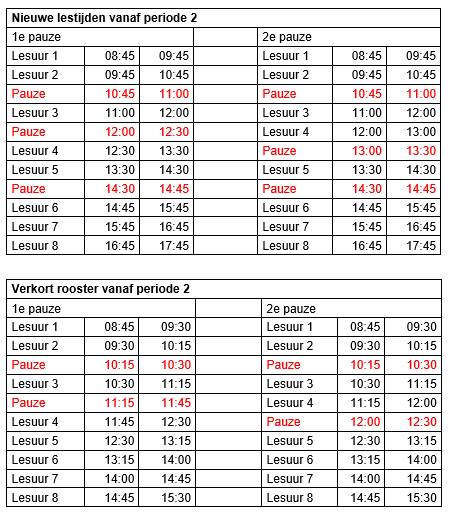 Nieuwe lestijden vanaf periode 2
1e pauze 2e pauze
Lesuur 1 08:45 09:45 Lesuur 1 08:45 09:45
Lesuur 2 09:45 10:45 Lesuur 2 09:45 10:45
Pauze 10:45 11:00 Pauze 10:45 11:00
Lesuur 3 11:00 12:00 Lesuur 3 11:00 12:00
Pauze 12:00 12:30 Lesuur 4 12:00 13:00
Lesuur 4 12:30 13:30 Pauze 13:00 13:30
Lesuur 5 13:30 14:30 Lesuur 5 13:30 14:30
Pauze 14:30 14:45 Pauze 14:30 14:45
Lesuur 6 14:45 15:45 Lesuur 6 14:45 15:45
Lesuur 7 15:45 16:45 Lesuur 7 15:45 16:45
Lesuur 8 16:45 17:45 Lesuur 8 16:45 17:45
Verkort rooster vanaf periode 2
1e pauze 2e pauze
Lesuur 1 08:45 09:30 Lesuur 1 08:45 09:30
Lesuur 2 09:30 10:15 Lesuur 2 09:30 10:15
Pauze 10:15 10:30 Pauze 10:15 10:30
Lesuur 3 10:30 11:15 Lesuur 3 10:30 11:15
Pauze 11:15 11:45 Lesuur 4 11:15 12:00
Lesuur 4 11:45 12:30 Pauze 12:00 12:30
Lesuur 5 12:30 13:15 Lesuur 5 12:30 13:15
Lesuur 6 13:15 14:00 Lesuur 6 13:15 14:00
Lesuur 7 14:00 14:45 Lesuur 7 14:00 14:45
Lesuur 8 14:45 15:30 Lesuur 8 14:45 15:30